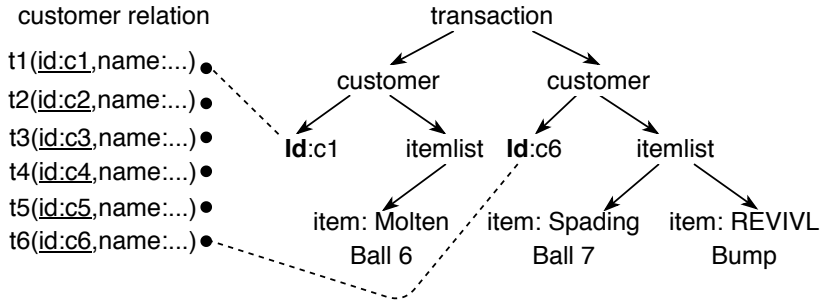 customer relation
t1(id:c1,name:...)
t2(id:c2,name:...)
t3(id:c3,name:...)
t4(id:c4,name:...)
t5(id:c5,name:...)
t6(id:c6,name:...)
transaction
customer
customer
Id:c1
itemlist
Id:c6
itemlist
item: Molten
Ball 6
item: Spading
Ball 7
item: REVIVL
Bump